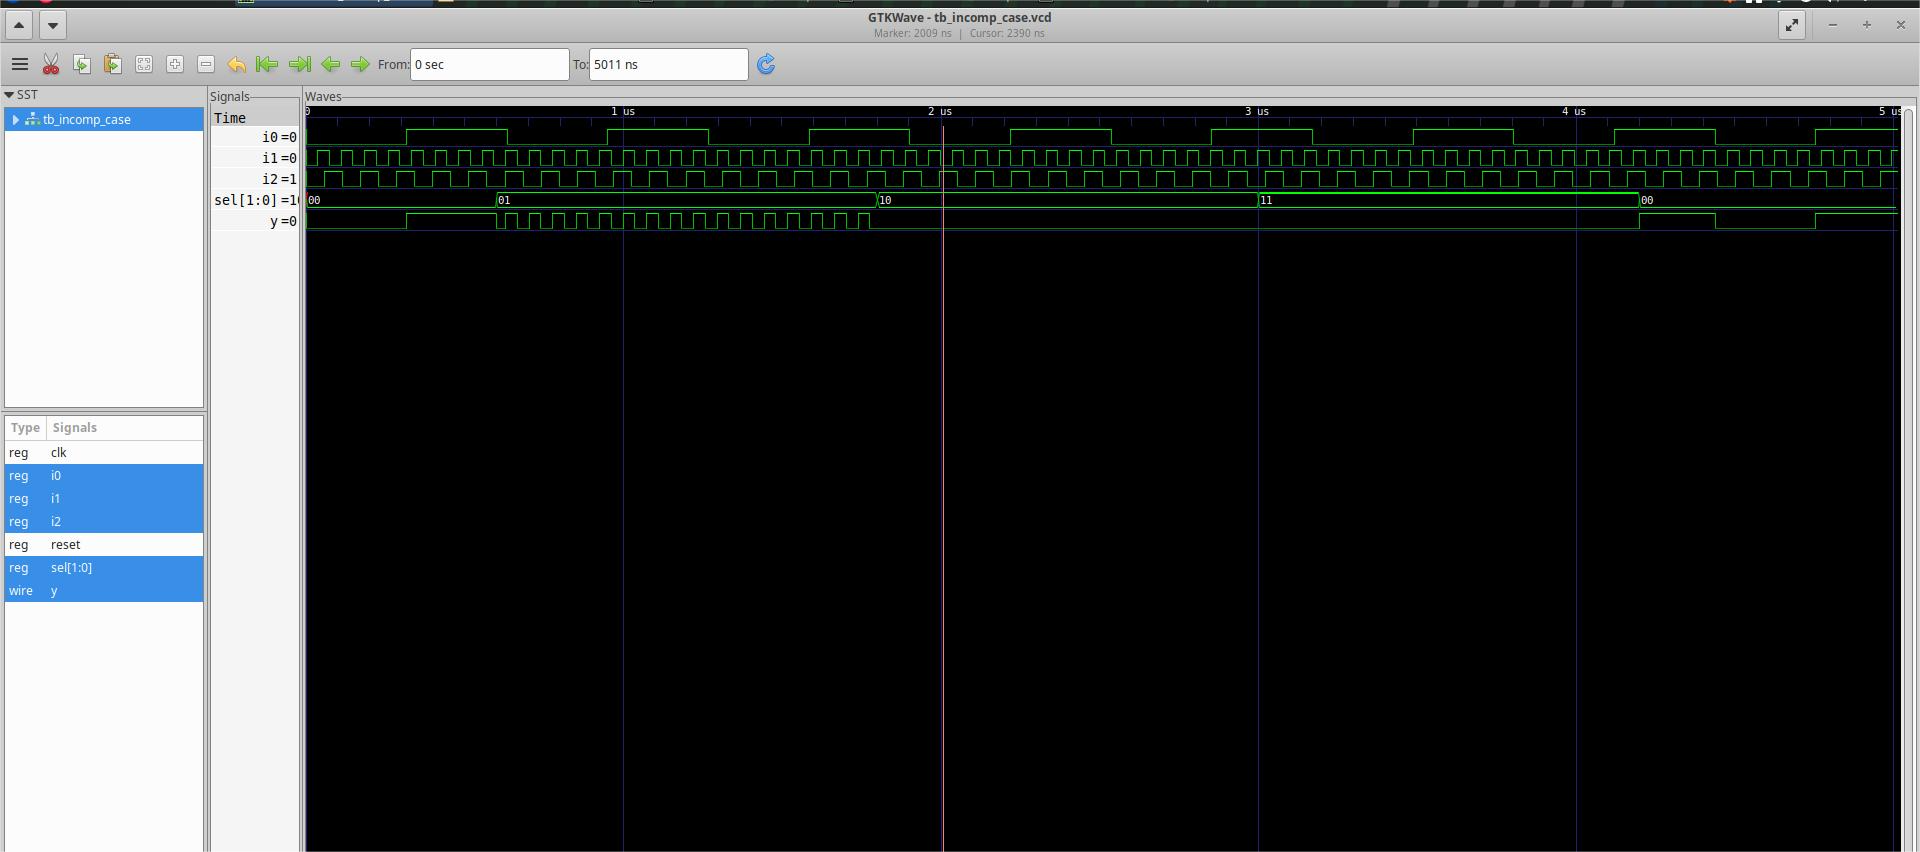 GTKWave - tb_incomp_case.vcd
Marker: 2009 ns | Cursor: 2390 ns
From: 0 sec To: 5011 ns
SST
tb_incomp_case
Type Signals
reg clk
reg i0
reg i1
reg i2
reg reset
reg sel[1:0]
wire y
Signals
Time
i0=0
i1=0
i2=1
sel[1:0]=10
y=0
Waves
0 1 us 2 us 3 us 4 us 5 us
00 01 10 11 00